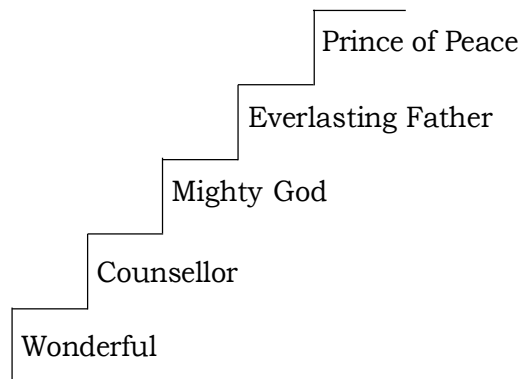 Prince of Peace
Everlasting Father
Mighty God
Counsellor
Wonderful